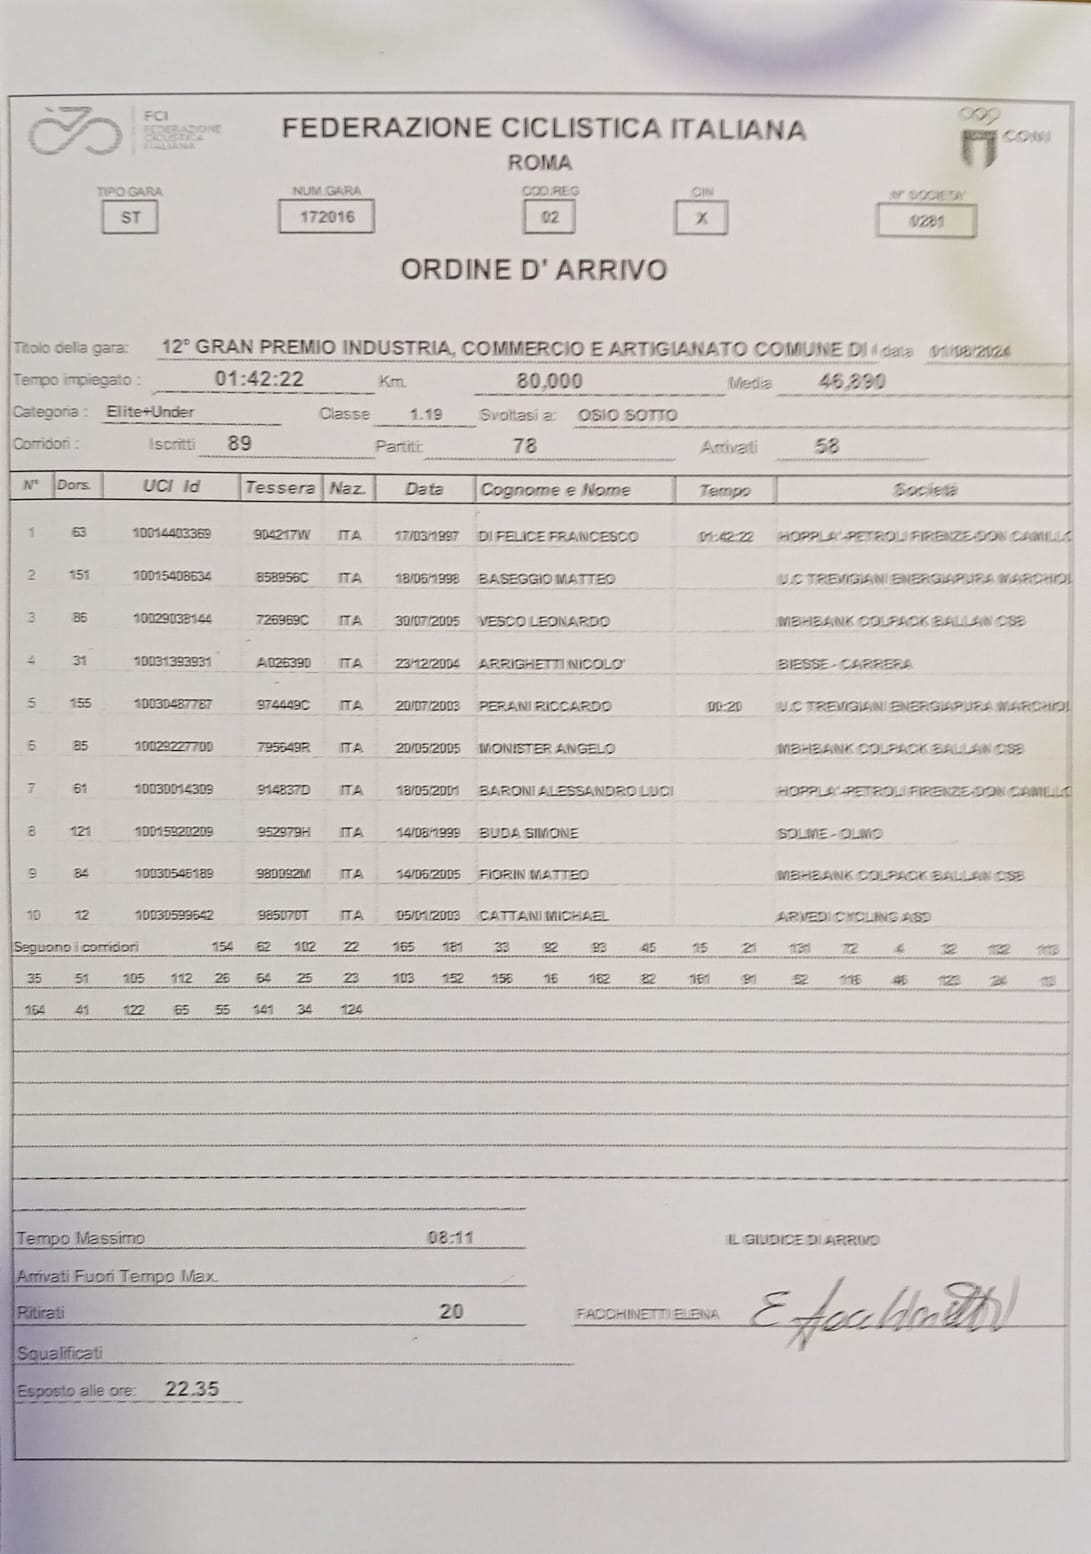 FCI
FEDERAZIONE
CICLISTICA
ITALIANA
FEDERAZIONE CICLISTICA ITALIANA
CONI
ROMA
TIPO GARA NUM.GARA COD.REG CIN N° SOCIETA'
ST 172016 02 X 0281
ORDINE D' ARRIVO
Titolo della gara: 12° GRAN PREMIO INDUSTRIA, COMMERCIO E ARTIGIANATO COMUNE DI data 01/08/2024
Tempo impiegato : 01:42:22 Km. 80,000 Media 46,890
Categoria : Elite+Under Classe 1.19 Svoltasi a: OSIO SOTTO
Corridori : Iscritti 89 Partiti: 78 Arrivati 58
N° Dors. UCI Id Tessera Naz. Data Cognome e Nome Tempo Società
1 63 10014403369 904217W ITA 17/03/1997 DI FELICE FRANCESCO 01:42:22 HOPPLA'-PETROLI FIRENZE-DON CAMILLO
2 151 10015408634 858956C ITA 18/06/1998 BASEGGIO MATTEO U.C TREVIGIANI ENERGIAPURA MARCHIOL
3 86 10029038144 726969C ITA 30/07/2005 VESCO LEONARDO MBHBANK COLPACK BALLAN CSB
4 31 10031393931 A026390 ITA 23/12/2004 ARRIGHETTI NICOLO' BIESSE - CARRERA
5 155 10030487787 974449C ITA 20/07/2003 PERANI RICCARDO 00:20 U.C TREVIGIANI ENERGIAPURA MARCHIOL
6 85 10029227700 795649R ITA 20/05/2005 MONISTER ANGELO MBHBANK COLPACK BALLAN CSB
7 61 10030014309 914837D ITA 18/05/2001 BARONI ALESSANDRO LUCI HOPPLA'-PETROLI FIRENZE-DON CAMILLO
8 121 10015920209 952979H ITA 14/08/1999 BUDA SIMONE SOLME - OLMO
9 84 10030546189 980092M ITA 14/06/2005 FIORIN MATTEO MBHBANK COLPACK BALLAN CSB
10 12 10030599642 985070T ITA 05/01/2003 CATTANI MICHAEL ARVEDI CYCLING ASD
Seguono i corridori 154 62 102 22 165 181 33 92 93 45 15 21 131 72 4 32 132 113
35 51 105 112 26 64 25 23 103 152 156 16 162 82 161 91 52 116 46 123 24 13
164 41 122 65 55 141 34 124
Tempo Massimo 08:11 IL GIUDICE DI ARRIVO
Arrivati Fuori Tempo Max.
Ritirati 20 FACCHINETTI ELENA E Facchinetti
Squalificati
Esposto alle ore: 22.35